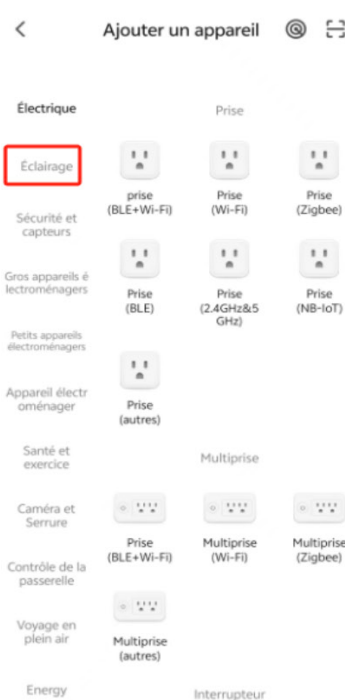 Ajouter un appareil
Électrique
Éclairage
Sécurité et
capteurs
Gros appareils é
lectroménagers
Petits appareils
électroménagers
Appareil électr
oménager
Santé et
exercice
Caméra et
Serrure
Contrôle de la
passerelle
Voyage en
plein air
Energy
Prise
prise
(BLE+Wi-Fi)
Prise
(Wi-Fi)
Prise
(Zigbee)
Prise
(BLE)
Prise
(2.4GHz&5
GHz)
Prise
(NB-IoT)
Prise
(autres)
Multiprise
Prise
(BLE+Wi-Fi)
Multiprise
(Wi-Fi)
Multiprise
(Zigbee)
Multiprise
(autres)
Interrupteur